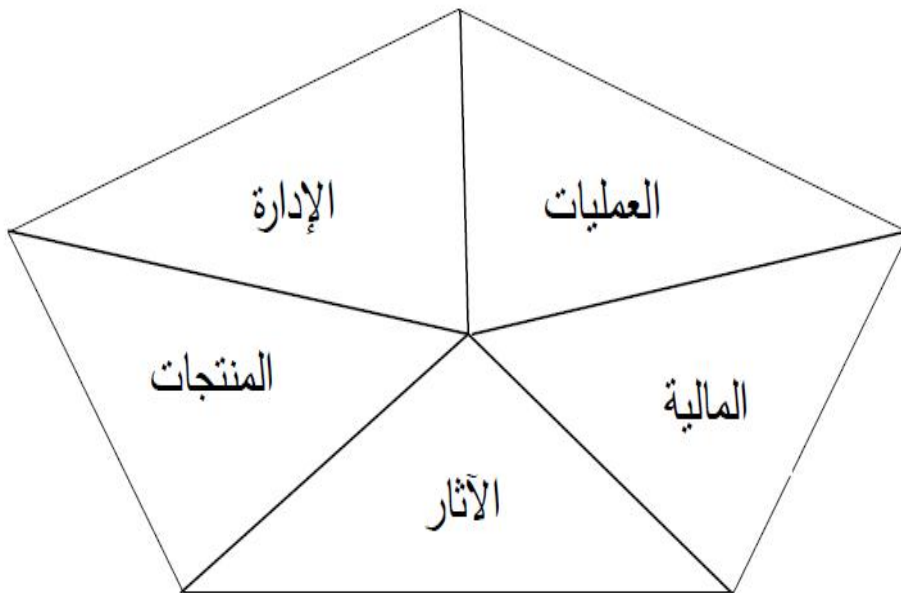 العمليات
الإدارة
المنتجات
المالية
الآثار